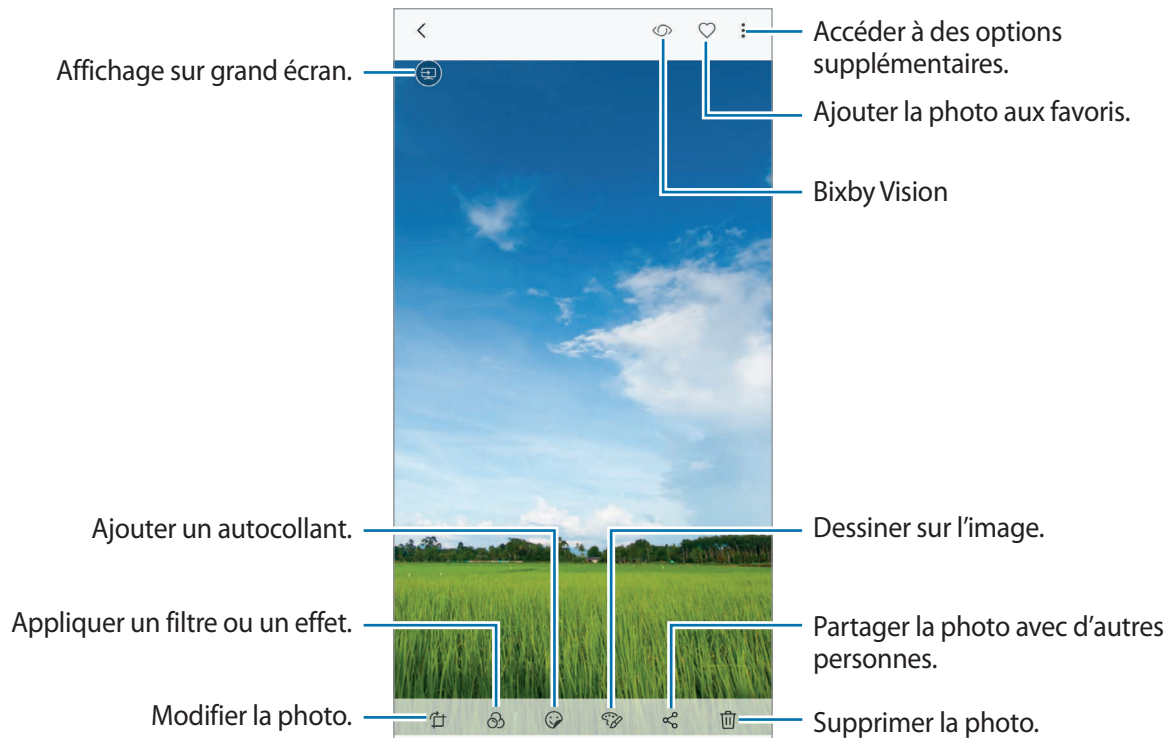 Affichage sur grand écran.
Accéder à des options
supplémentaires.
Ajouter la photo aux favoris.
Bixby Vision
Ajouter un autocollant.
Dessiner sur l’image.
Appliquer un filtre ou un effet.
Partager la photo avec d’autres
personnes.
Modifier la photo.
Supprimer la photo.